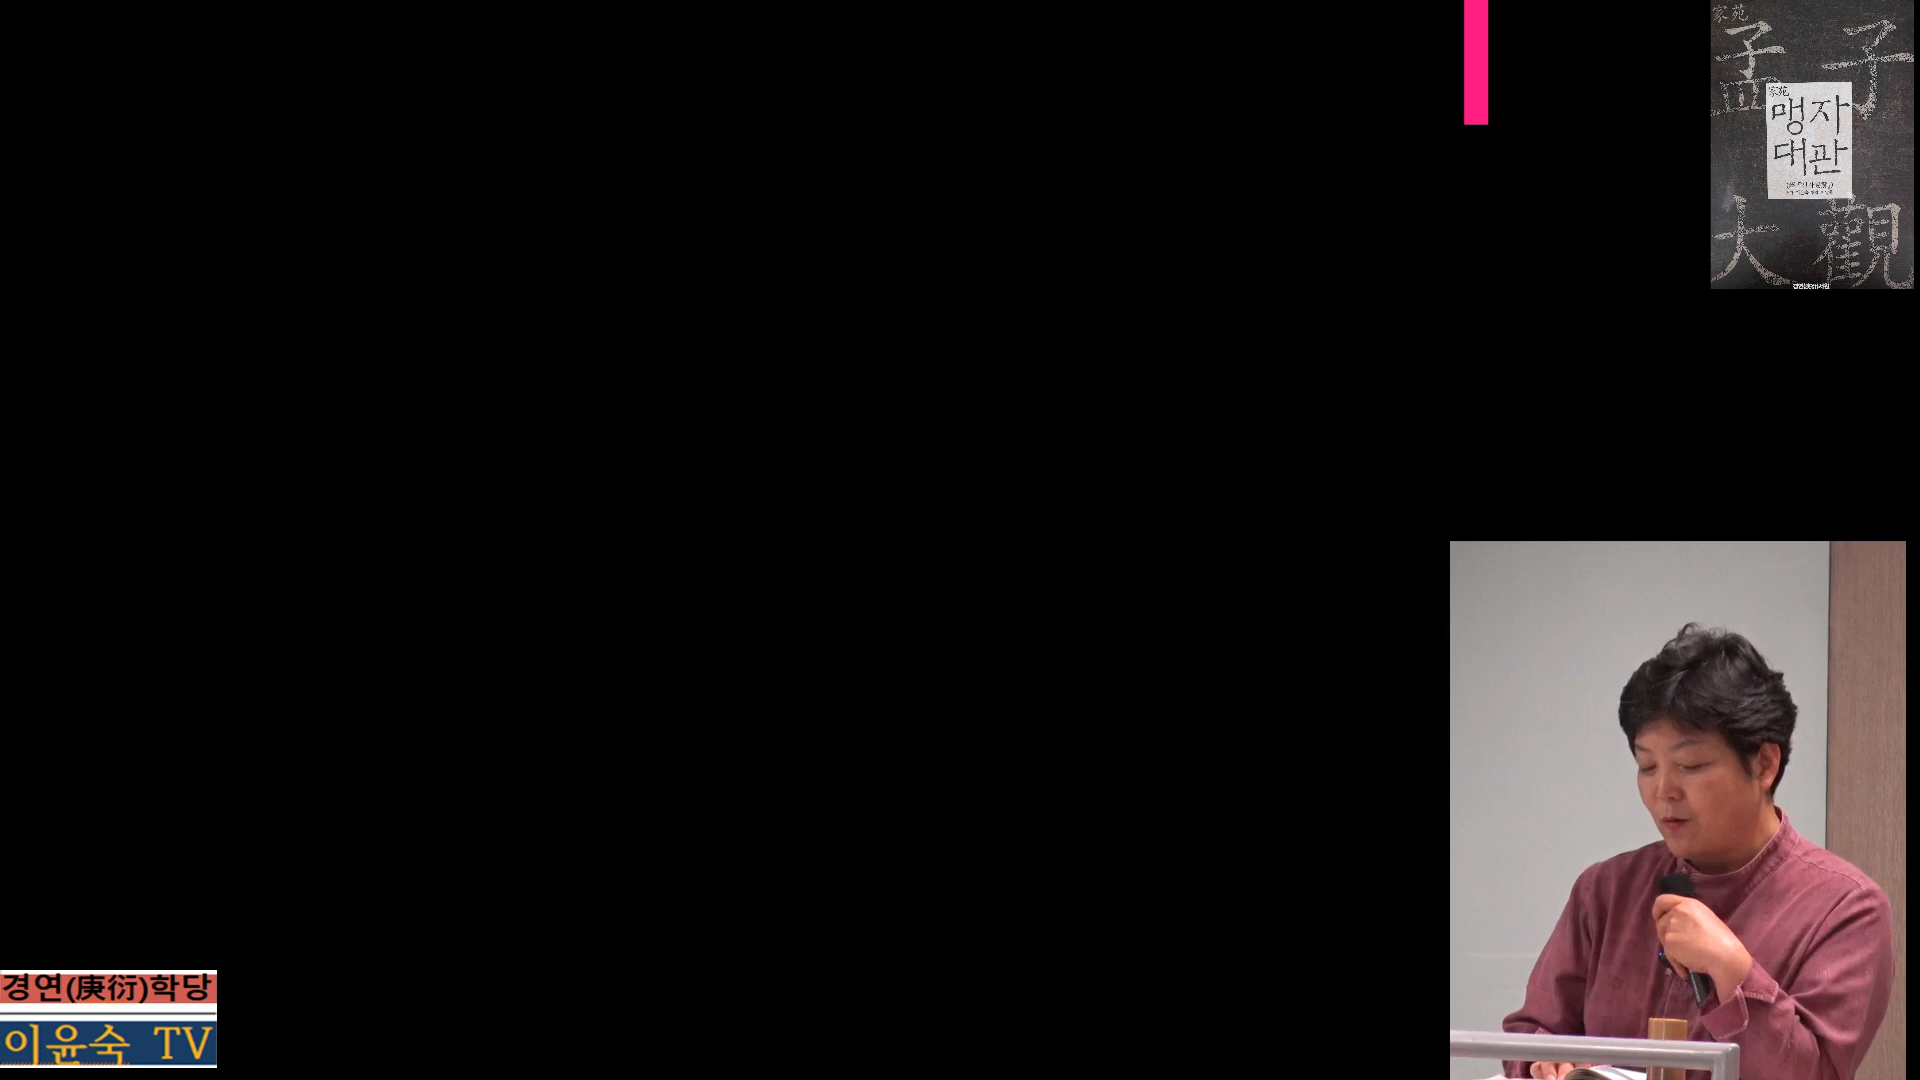 家苑
孟子
家苑
맹자
대관
大觀
경연(庚衍)학당
이윤숙 TV